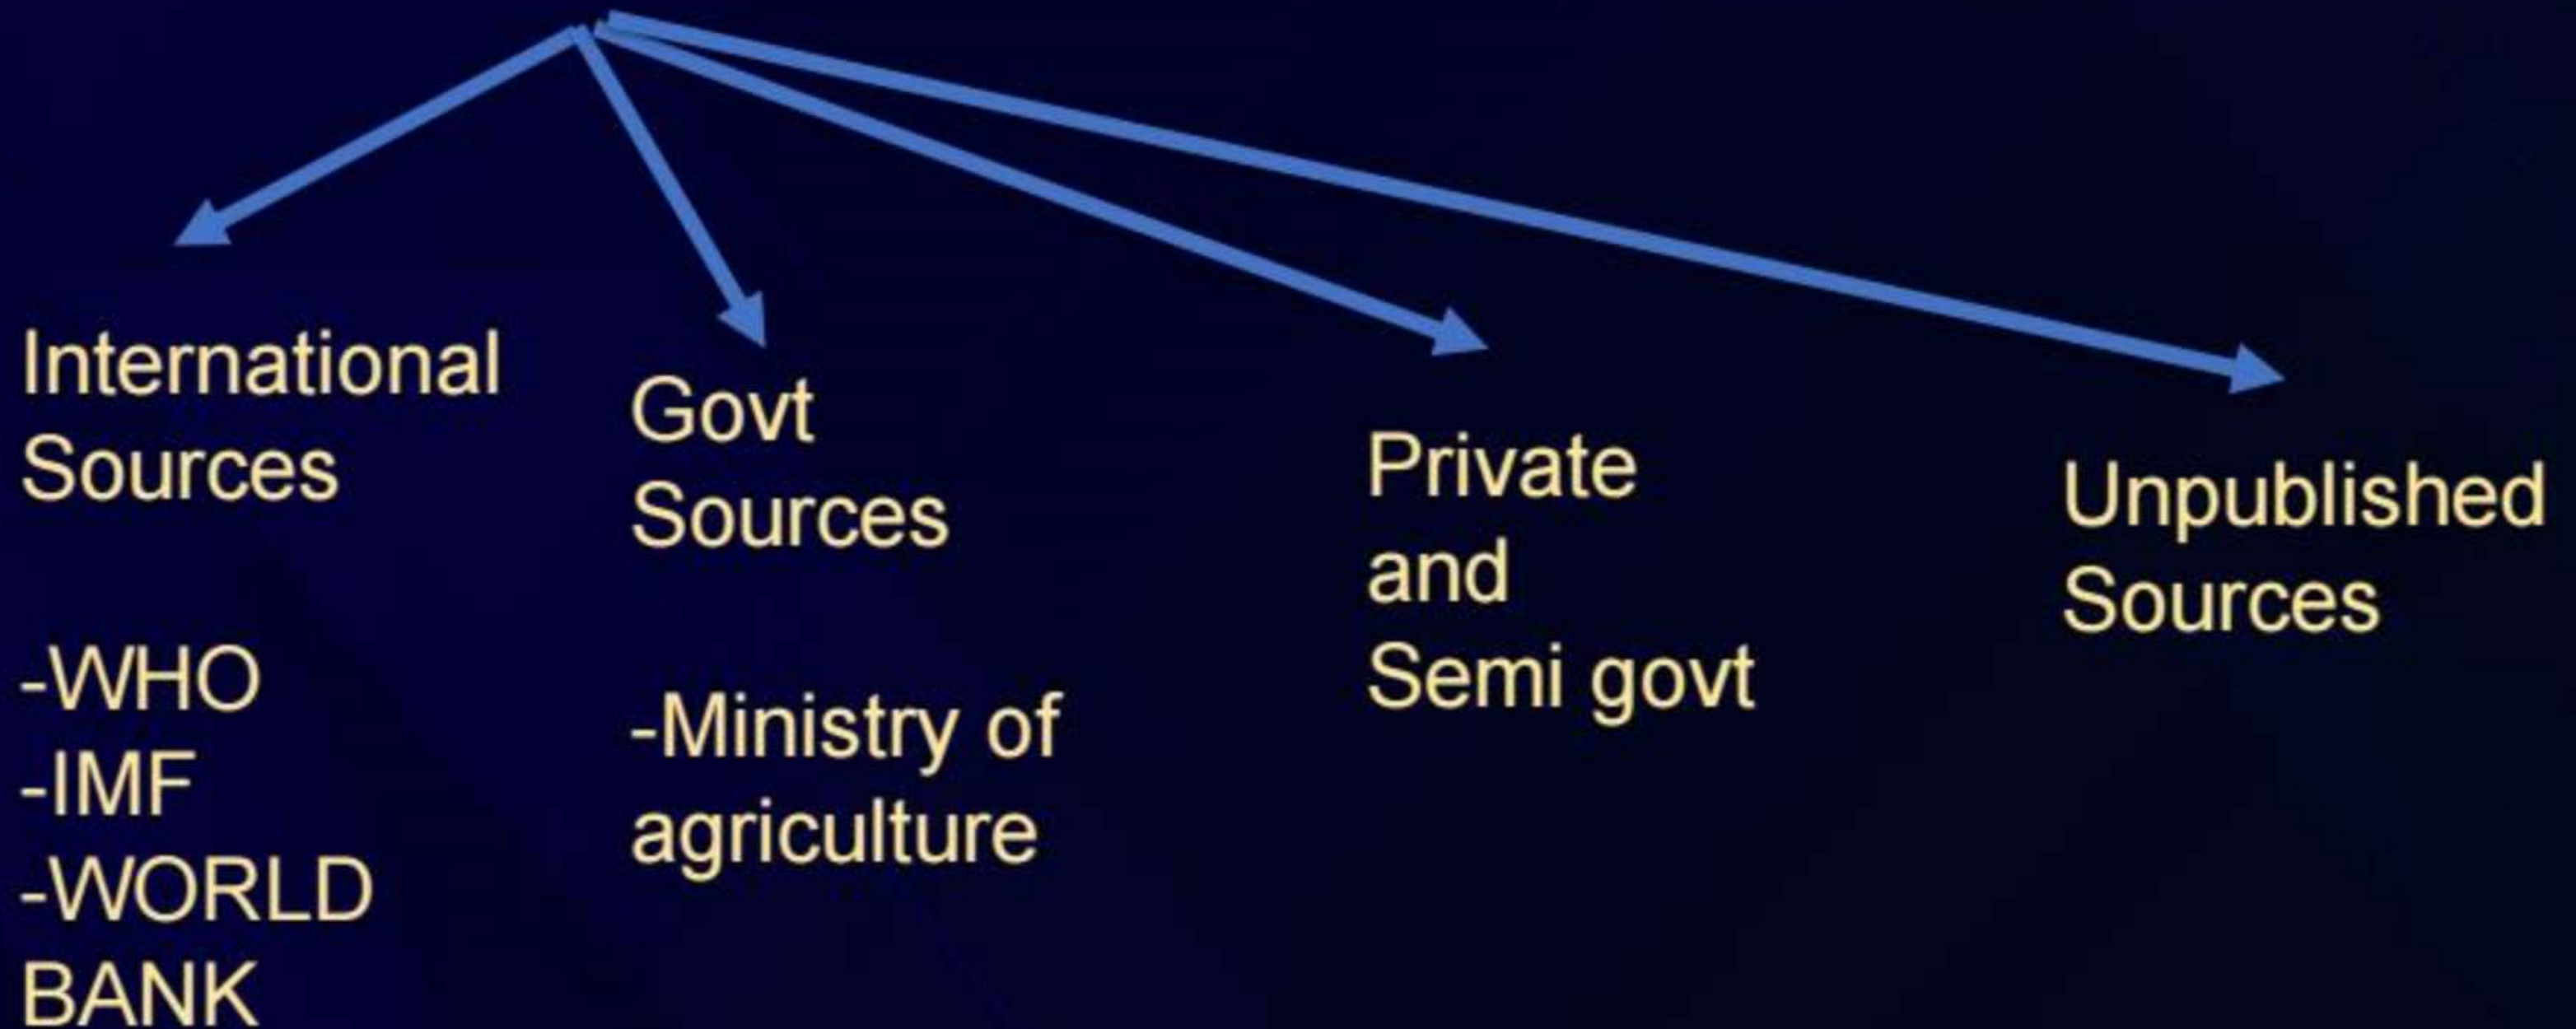 International
Sources
-WHO
-IMF
-WORLD
BANK
Govt
Sources
-Ministry of
agriculture
Private
and
Semi govt
Unpublished
Sources